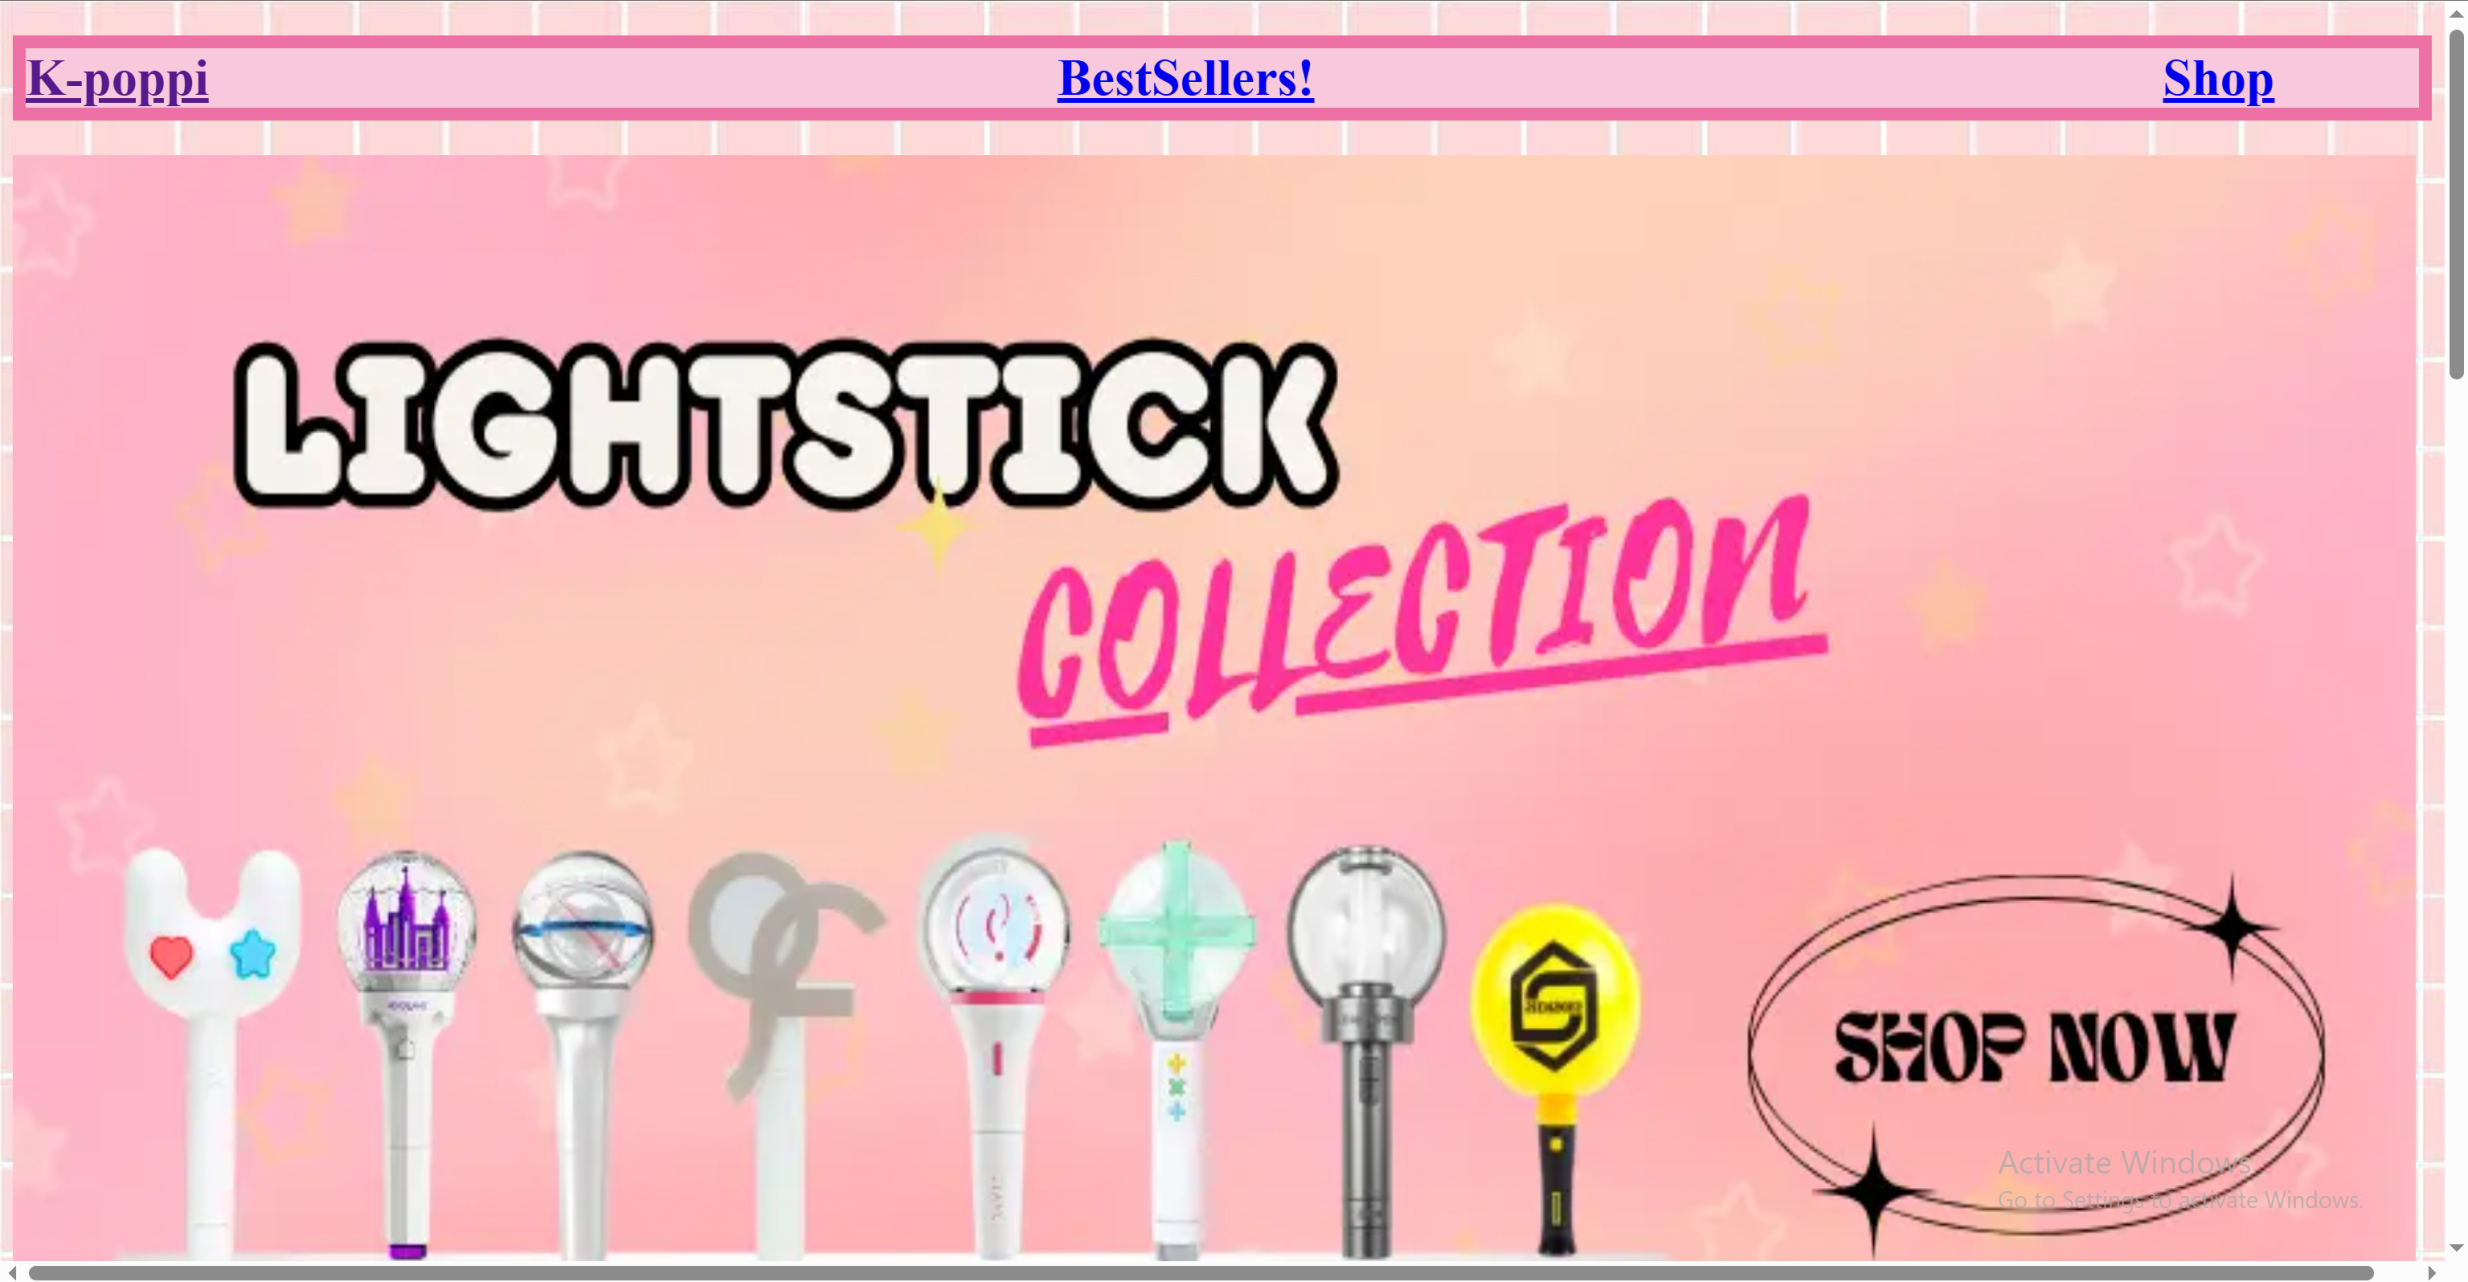 K-poppi BestSellers! Shop
LIGHTSTICK
COLLECTION
SHOP NOW
Activate Windows
Go to Settings to activate Windows.